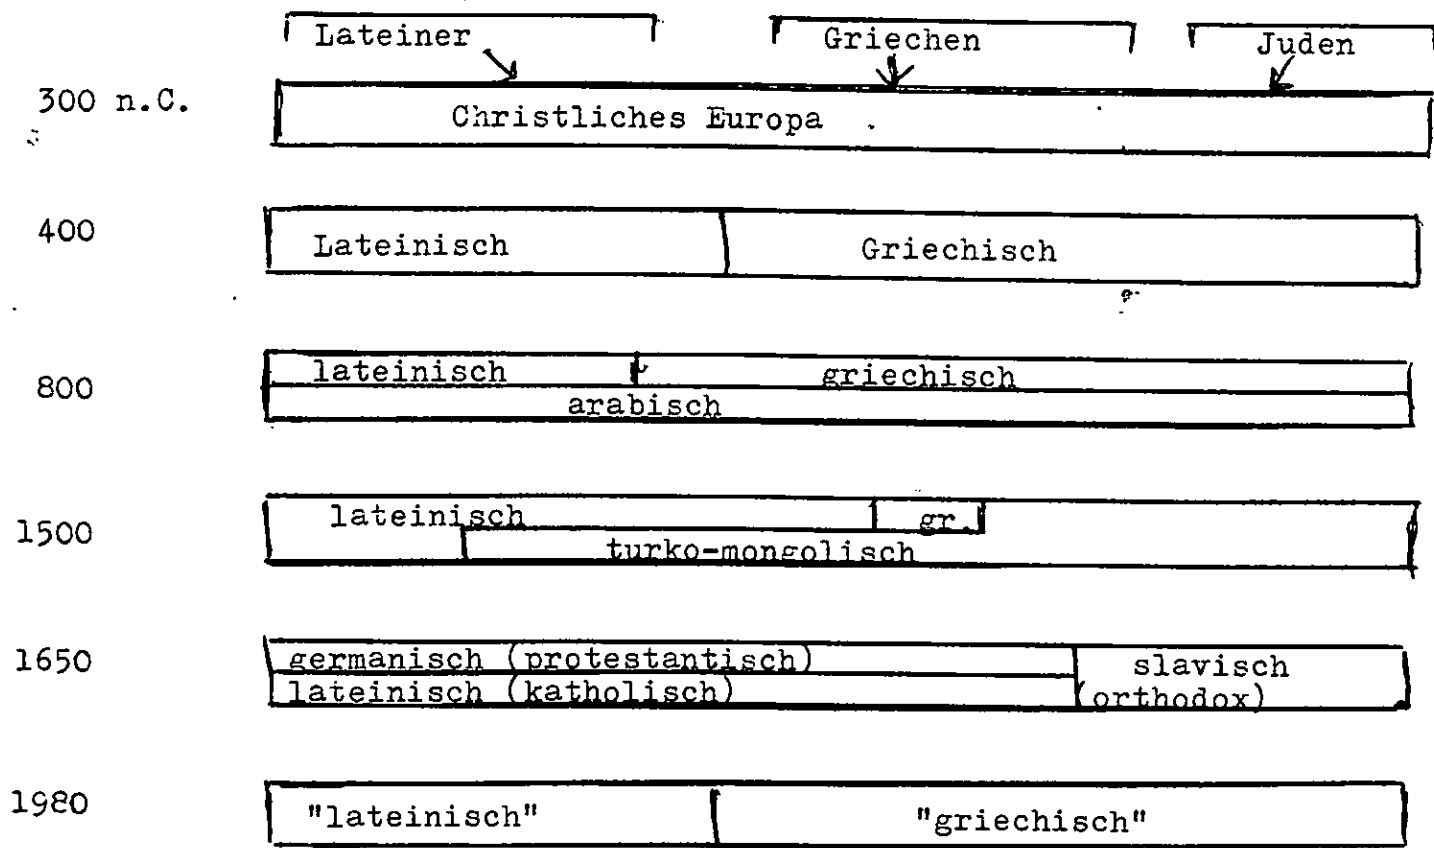 Lateiner Griechen Juden
300 n.C. Christliches Europa
400 Lateinisch Griechisch
800 lateinisch griechisch
arabisch
1500 lateinisch gr.
turko-mongolisch
1650 germanisch (protestantisch) slavisch
lateinisch (katholisch) (orthodox)
1980 "lateinisch" "griechisch"